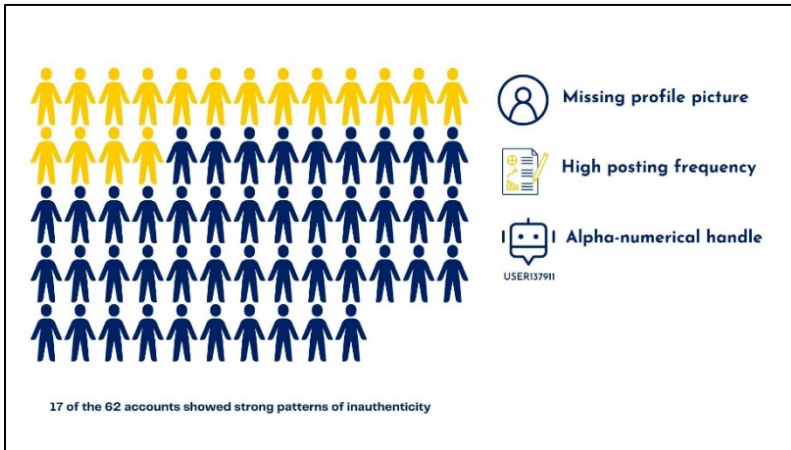 Missing profile picture
High posting frequency
Alpha-numerical handle
USER137911
17 of the 62 accounts showed strong patterns of inauthenticity